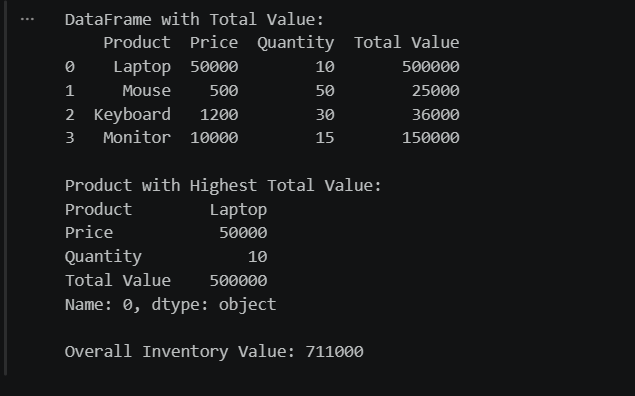 DataFrame with Total Value:
    Product  Price  Quantity  Total Value
0    Laptop  50000        10       500000
1     Mouse    500        50        25000
2  Keyboard   1200        30        36000
3   Monitor  10000        15       150000

Product with Highest Total Value:
Product        Laptop
Price           50000
Quantity           10
Total Value    500000
Name: 0, dtype: object

Overall Inventory Value: 711000